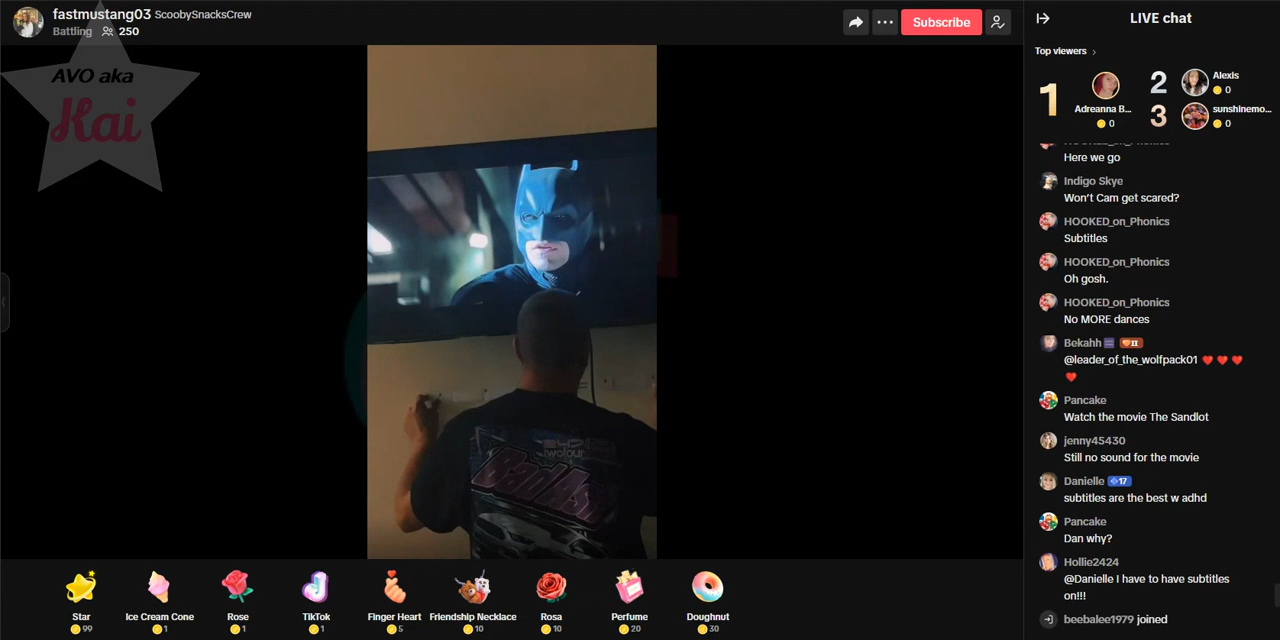 fastmustang03 ScoobySnacksCrew
Battling 250
Subscribe
LIVE chat
AVO aka
Kai
Top viewers
1
Adreanna B...
0
2
Alexis
0
3
sunshinemo...
0
Here we go
Indigo Skye
Won't Cam get scared?
HOOKED_on_Phonics
Subtitles
HOOKED_on_Phonics
Oh gosh.
HOOKED_on_Phonics
No MORE dances
Bekahh II
@leader_of_the_wolfpack01 ❤️ ❤️ ❤️
❤️
Pancake
Watch the movie The Sandlot
jenny45430
Still no sound for the movie
Danielle 17
subtitles are the best w adhd
Pancake
Dan why?
Hollie2424
@Danielle I have to have subtitles
on!!!
beebalee1979 joined
twofour
BadAss
Star
99
Ice Cream Cone
1
Rose
1
TikTok
1
Finger Heart
5
Friendship Necklace
10
Rosa
10
Perfume
20
Doughnut
30